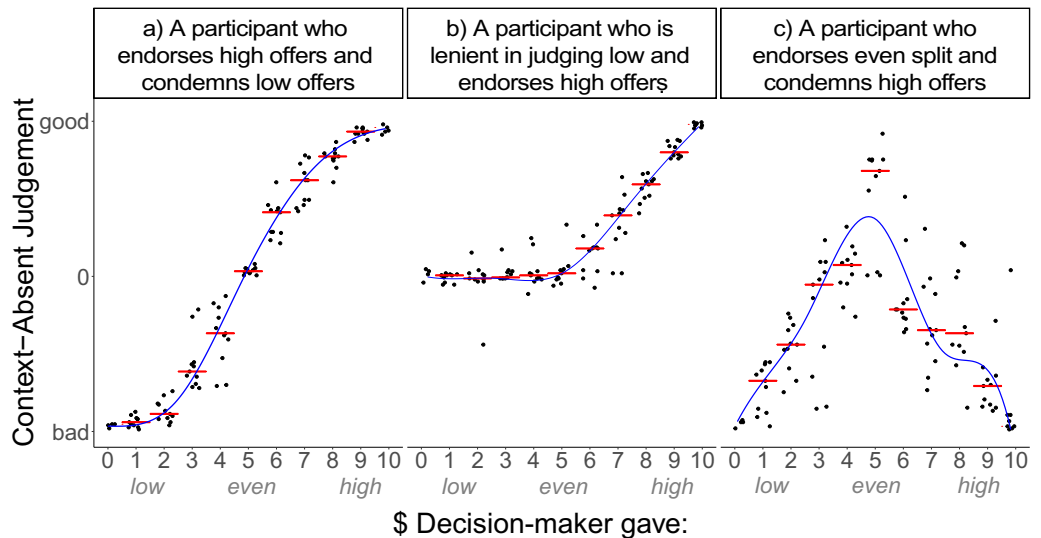 a) A participant who
endorses high offers and
condemns low offers
b) A participant who is
lenient in judging low and
endorses high offers
c) A participant who
endorses even split and
condemns high offers
Context−Absent Judgement
good
0
bad
0 1 2 3 4 5 6 7 8 9 10
low even high
0 1 2 3 4 5 6 7 8 9 10
low even high
0 1 2 3 4 5 6 7 8 9 10
low even high
$ Decision-maker gave: